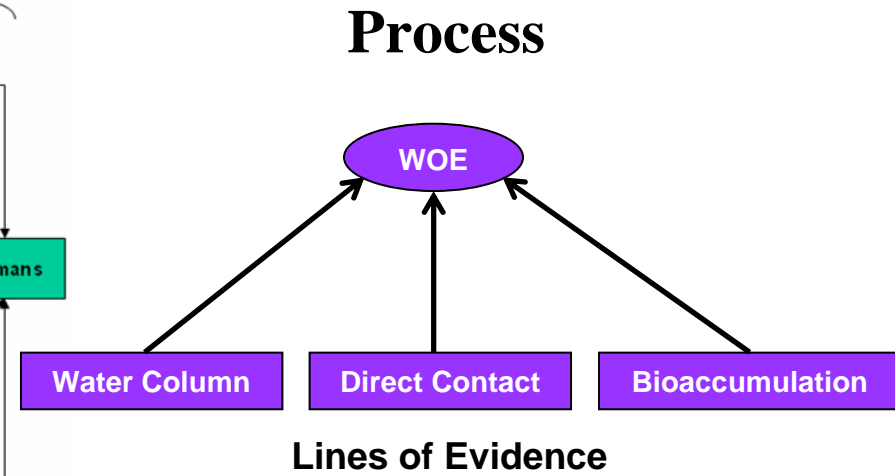 Process
WOE
mans
Water Column
Direct Contact
Bioaccumulation
Lines of Evidence